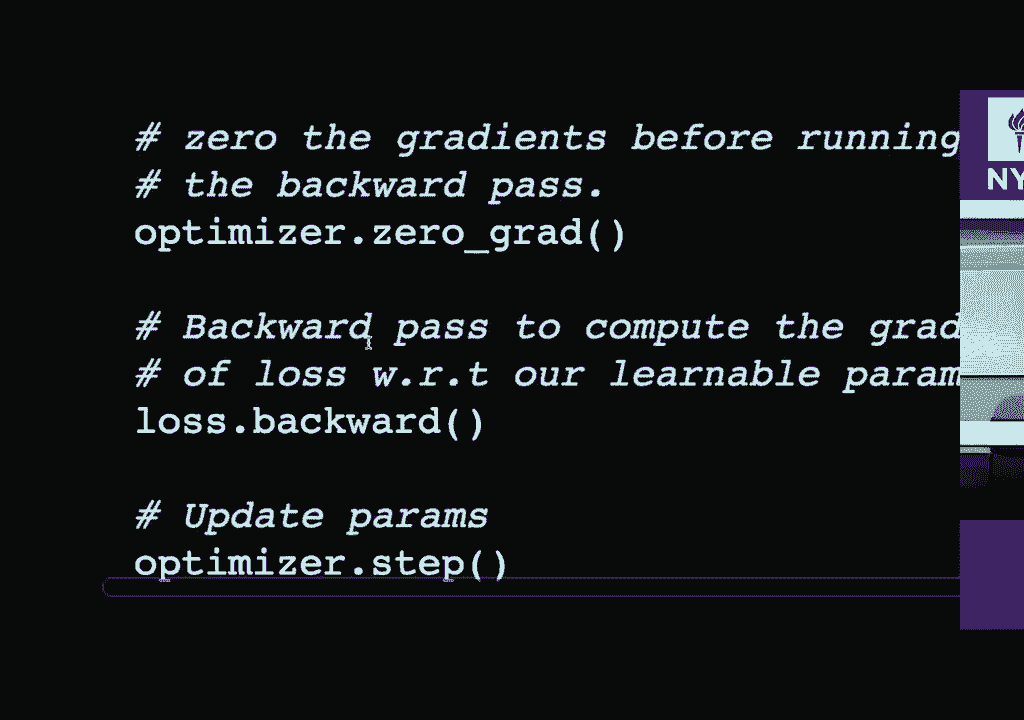 # zero the gradients before running
# the backward pass.
optimizer.zero_grad()
# Backward pass to compute the grad
# of loss w.r.t our learnable param
loss.backward()
# Update params
optimizer.step()
NY